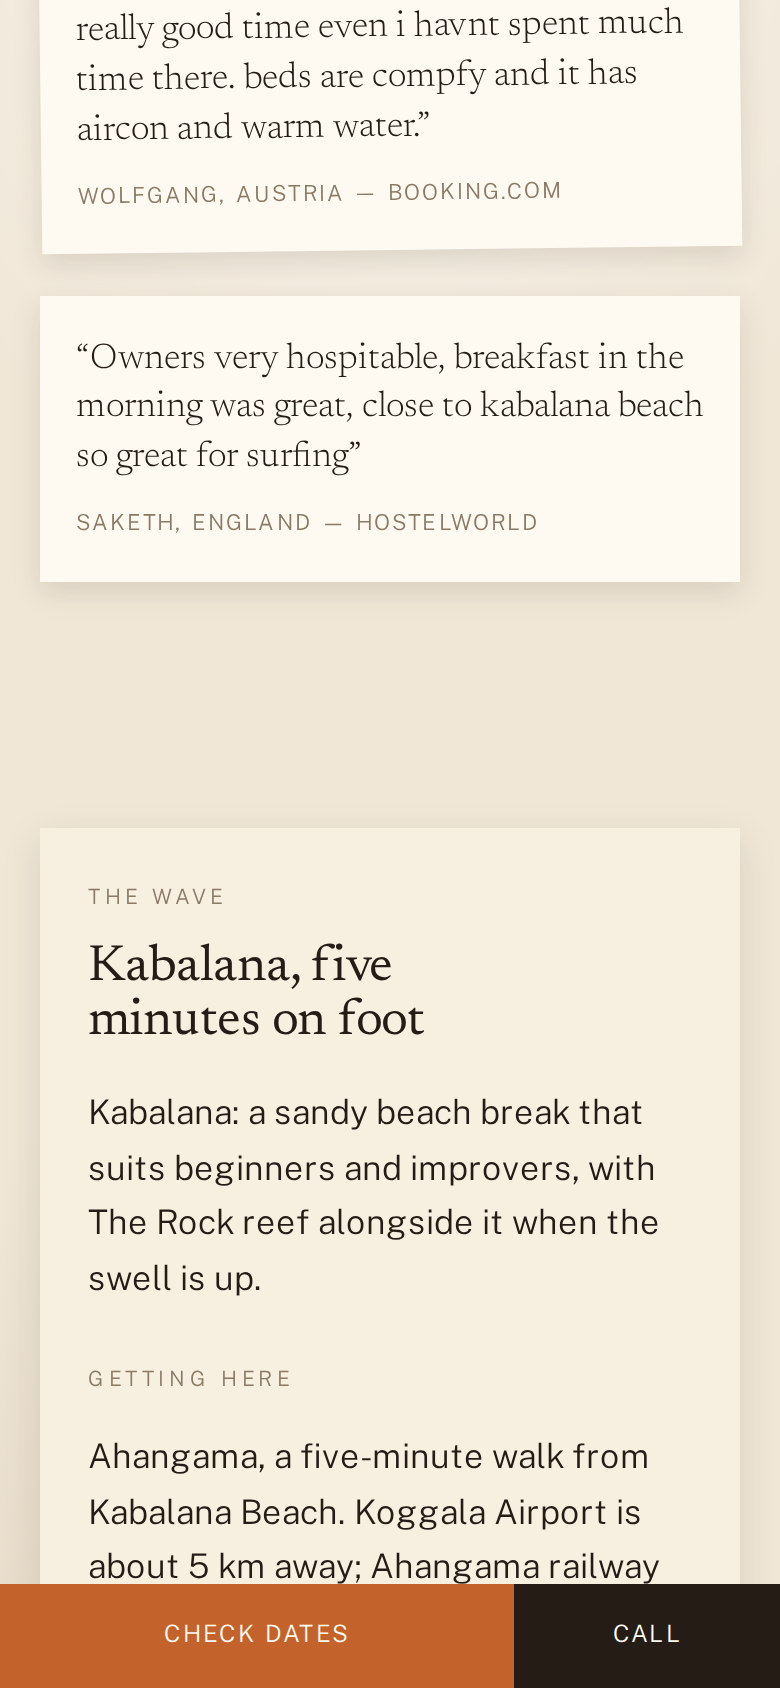 really good time even i havnt spent much
time there. beds are compfy and it has
aircon and warm water.”
WOLFGANG, AUSTRIA — BOOKING.COM
“Owners very hospitable, breakfast in the
morning was great, close to kabalana beach
so great for surfing”
SAKETH, ENGLAND — HOSTELWORLD
THE WAVE
Kabalana, five
minutes on foot
Kabalana: a sandy beach break that
suits beginners and improvers, with
The Rock reef alongside it when the
swell is up.
GETTING HERE
Ahangama, a five-minute walk from
Kabalana Beach. Koggala Airport is
about 5 km away; Ahangama railway
CHECK DATES
CALL